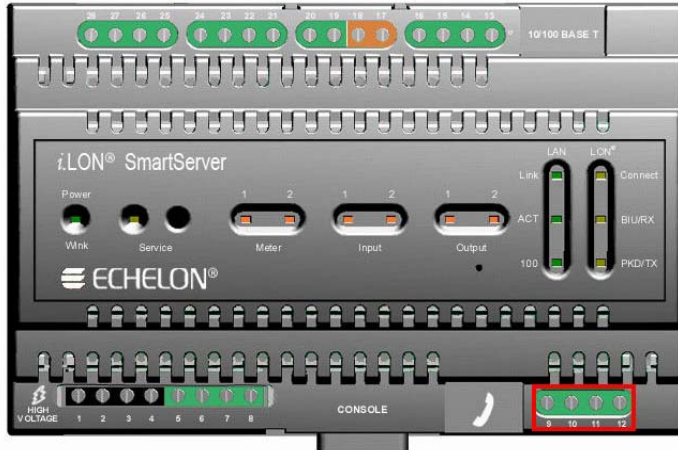 26 25 24 23 22 21 20 19 18 17 16 15 14 13
10/100 BASE T
i.LON® SmartServer
LAN LON®
Power 1 2 1 2 1 2 Link Connect
ACT BIU/RX
Wink Service Meter Input Output
100 PKD/TX
ECHELON®
HIGH VOLTAGE
CONSOLE
1 2 3 4 5 6 7 8 9 10 11 12